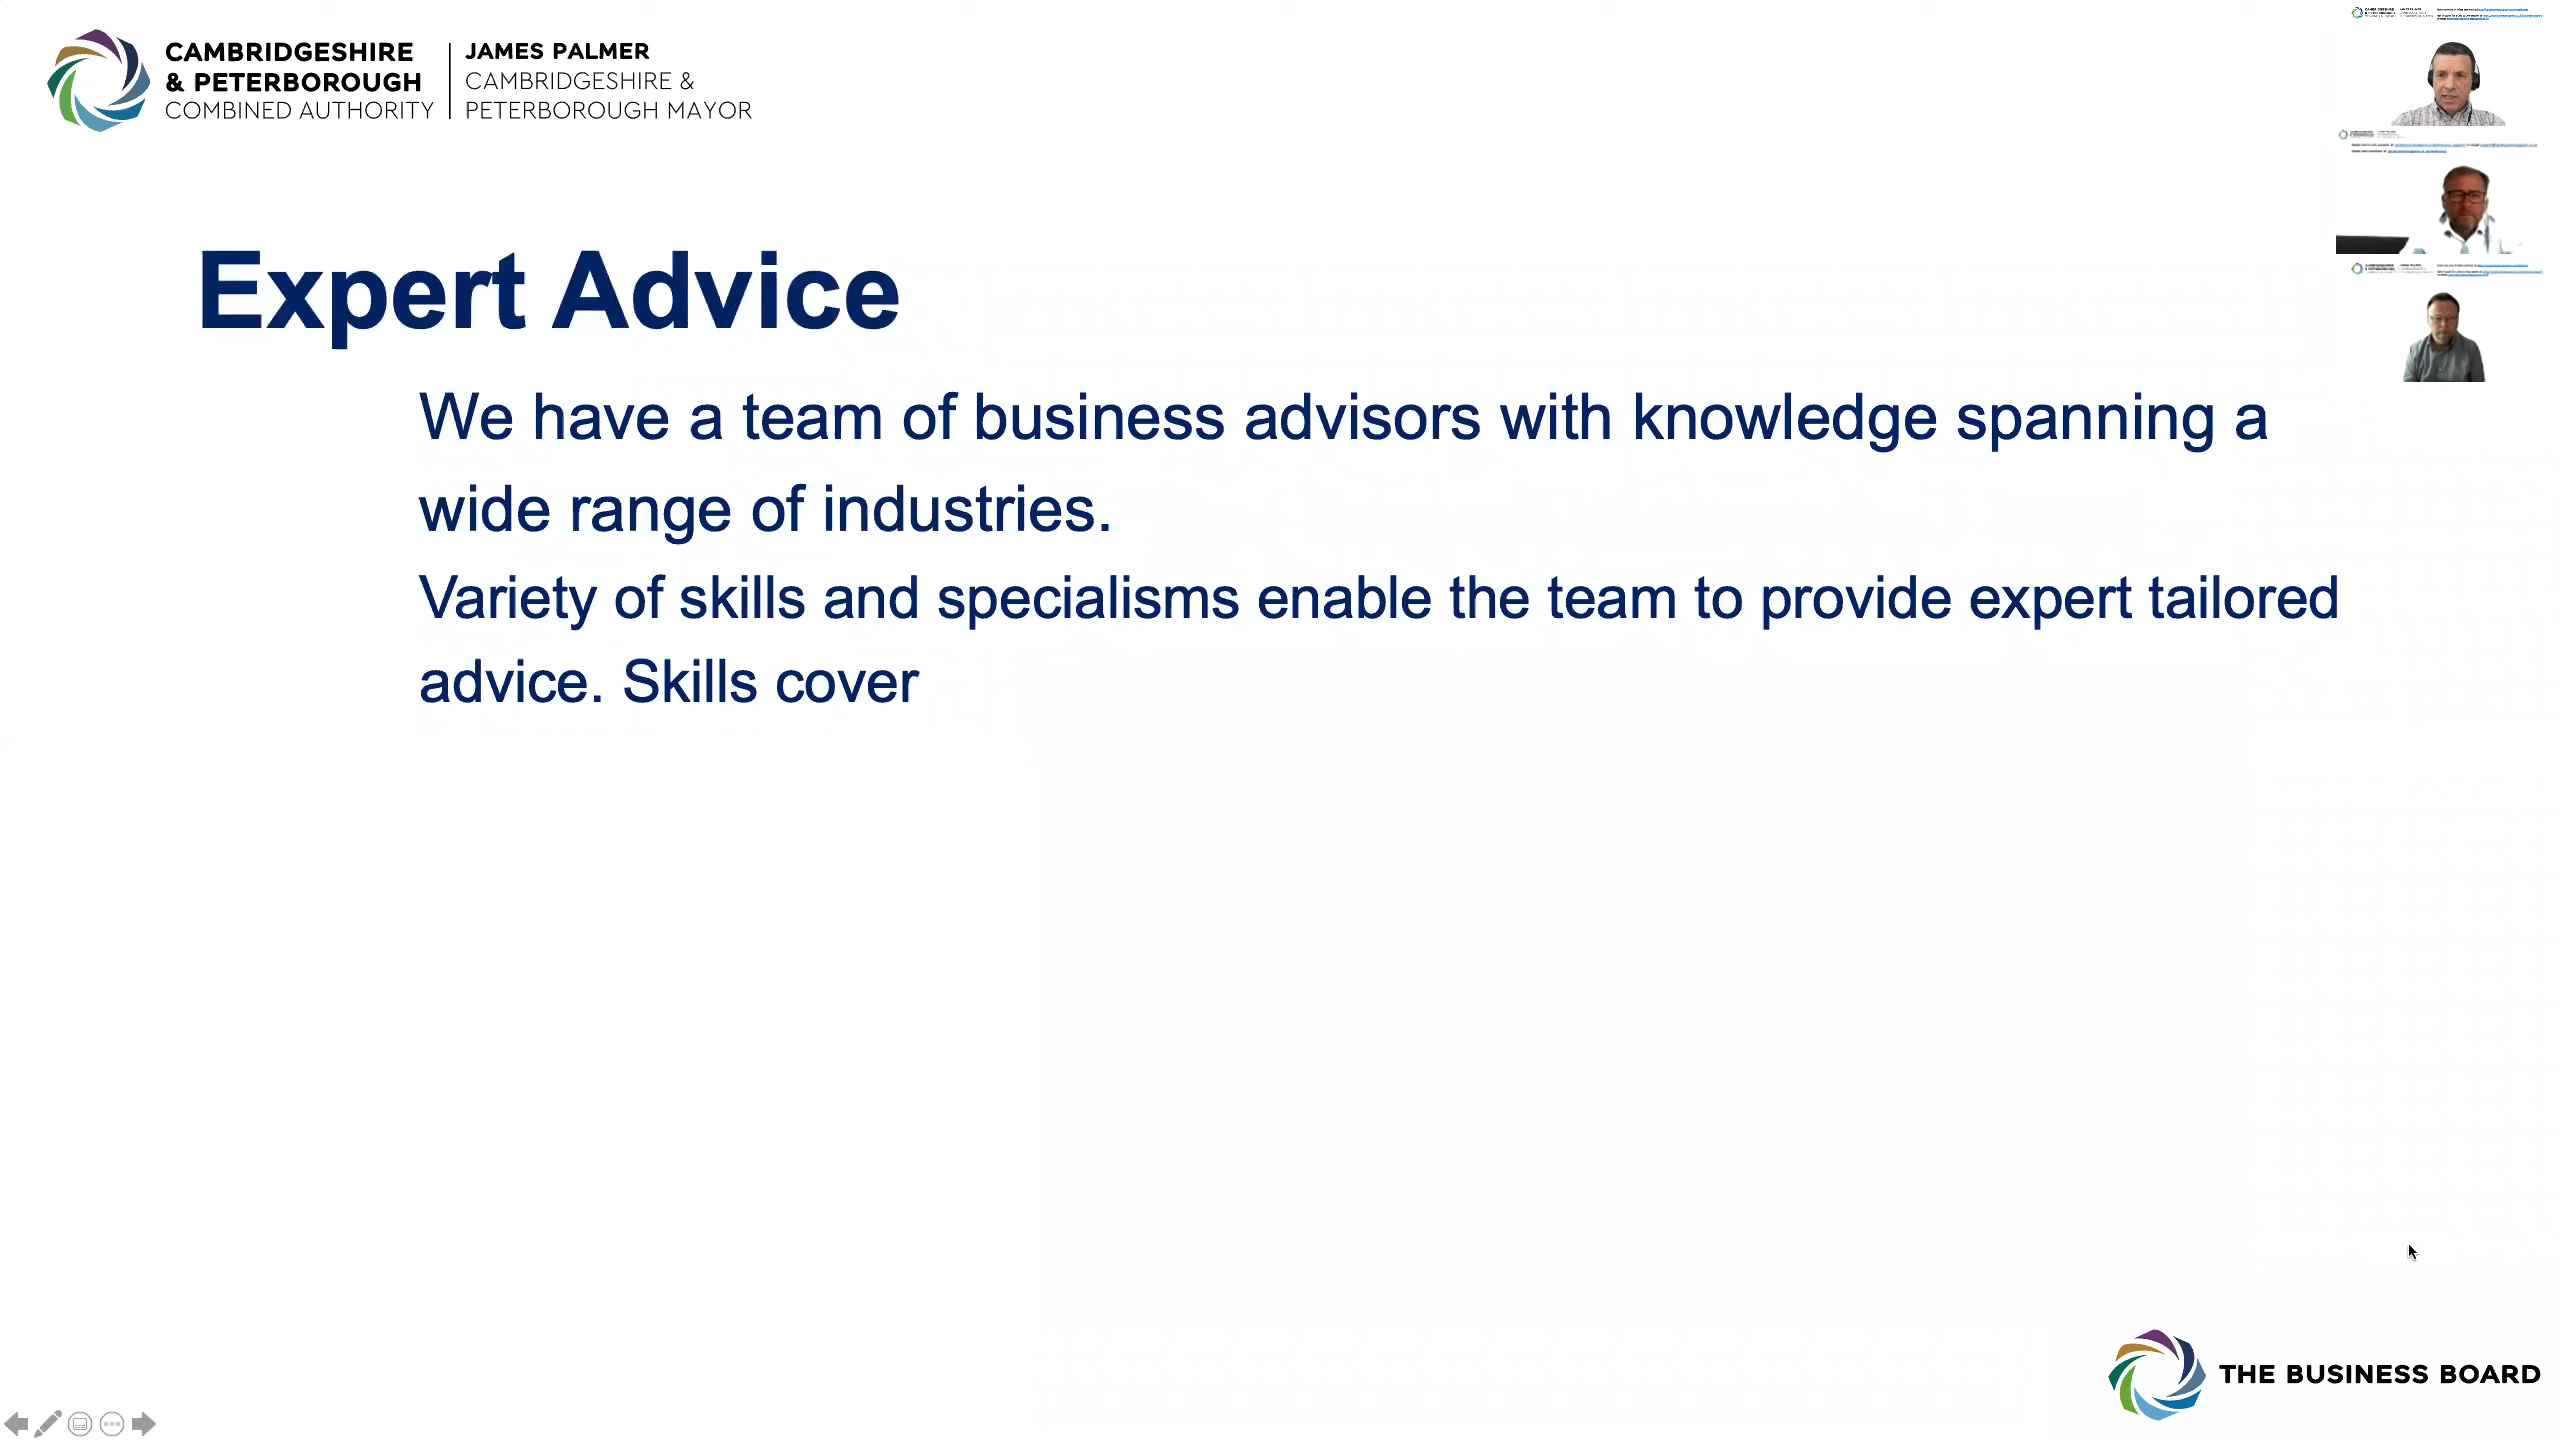 CAMBRIDGESHIRE
& PETERBOROUGH
COMBINED AUTHORITY
JAMES PALMER
CAMBRIDGESHIRE &
PETERBOROUGH MAYOR
Expert Advice
We have a team of business advisors with knowledge spanning a
wide range of industries.
Variety of skills and specialisms enable the team to provide expert tailored
advice. Skills cover
THE BUSINESS BOARD